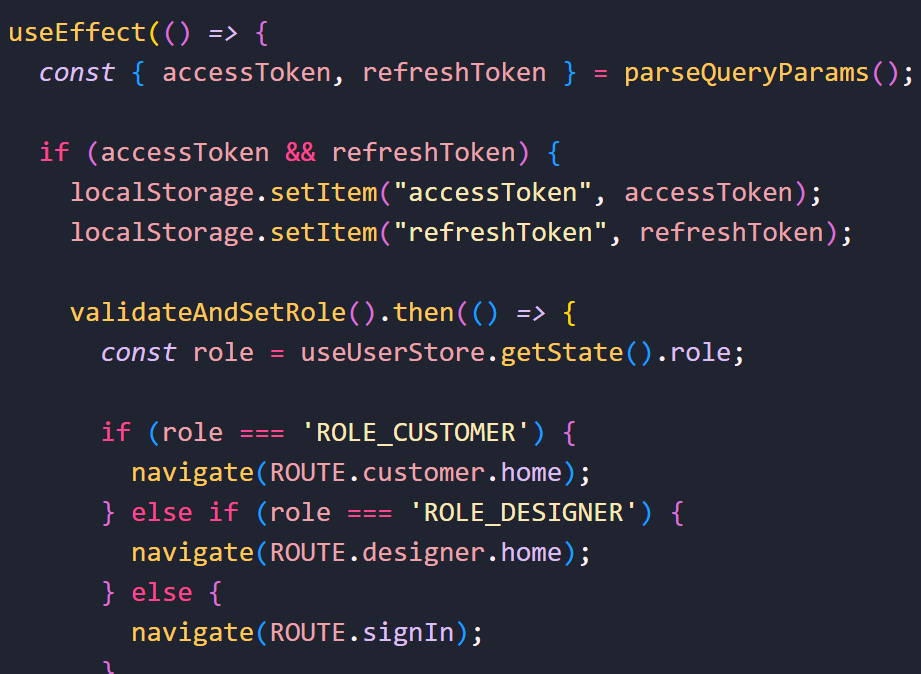 useEffect(() => {
const { accessToken, refreshToken } = parseQueryParams();
if (accessToken && refreshToken) {
localStorage.setItem("accessToken", accessToken);
localStorage.setItem("refreshToken", refreshToken);
validateAndSetRole().then(() => {
const role = useUserStore.getState().role;
if (role === 'ROLE_CUSTOMER') {
navigate(ROUTE.customer.home);
} else if (role === 'ROLE_DESIGNER') {
navigate(ROUTE.designer.home);
} else {
navigate(ROUTE.signIn);
}